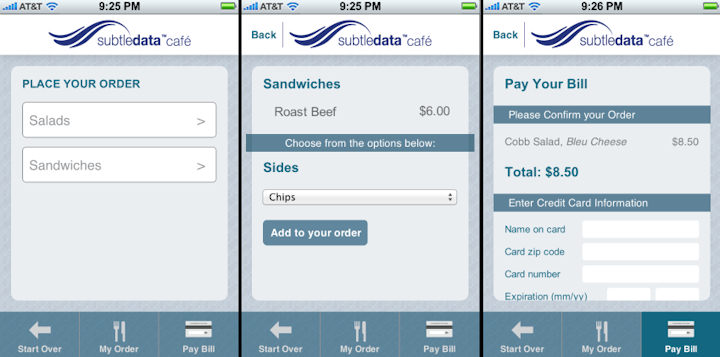 AT&T 9:25 PM
subtledata™café
PLACE YOUR ORDER
Salads >
Sandwiches >
Start Over My Order Pay Bill
AT&T 9:25 PM
Back subtledata™café
Sandwiches
Roast Beef $6.00
Choose from the options below:
Sides
Chips
Add to your order
Start Over My Order Pay Bill
AT&T 9:26 PM
Back subtledata™café
Pay Your Bill
Please Confirm your Order
Cobb Salad, Bleu Cheese $8.50
Total: $8.50
Enter Credit Card Information
Name on card
Card zip code
Card number
Expiration (mm/yy)
Start Over My Order Pay Bill